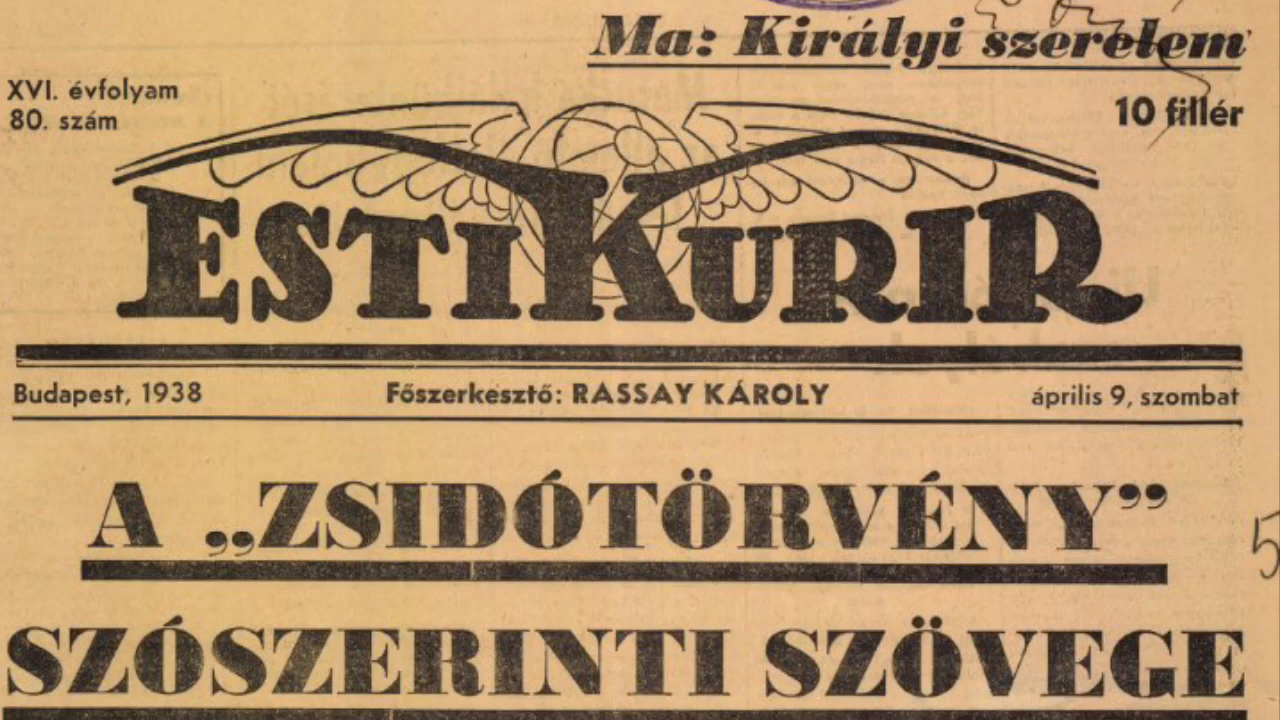 Ma: Királyi szerelem
XVI. évfolyam
80. szám
10 fillér
ESTI KURIR
Budapest, 1938
Főszerkesztő: RASSAY KÁROLY
április 9, szombat
A „ZSIDÓTÖRVÉNY”
SZÓSZERINTI SZÖVEGE